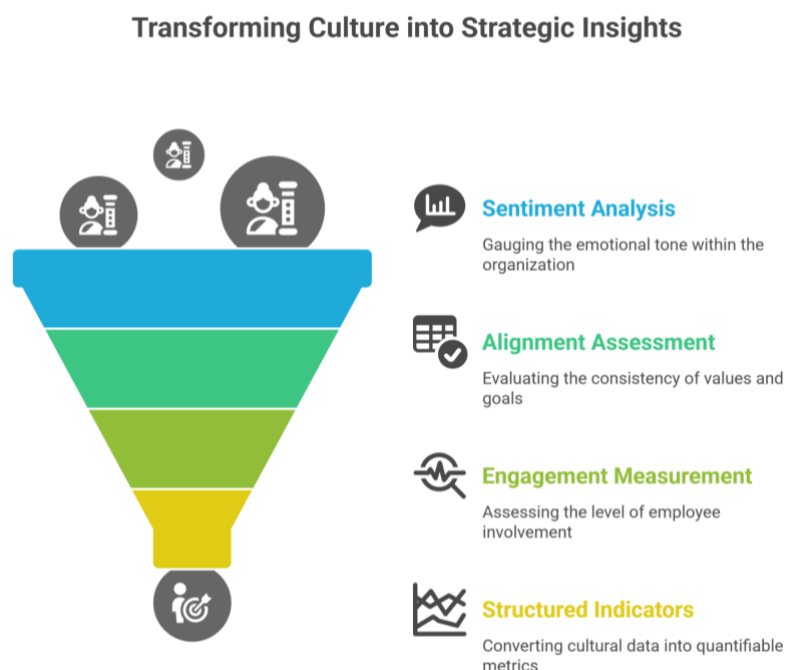 Transforming Culture into Strategic Insights
Sentiment Analysis
Gauging the emotional tone within the
organization
Alignment Assessment
Evaluating the consistency of values and
goals
Engagement Measurement
Assessing the level of employee
involvement
Structured Indicators
Converting cultural data into quantifiable
metrics